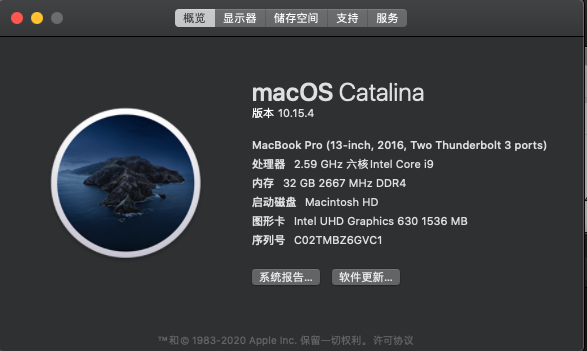 概览 显示器 储存空间 支持 服务
macOS Catalina
版本 10.15.4
MacBook Pro (13-inch, 2016, Two Thunderbolt 3 ports)
处理器 2.59 GHz 六核Intel Core i9
内存 32 GB 2667 MHz DDR4
启动磁盘 Macintosh HD
图形卡 Intel UHD Graphics 630 1536 MB
序列号 C02TMBZ6GVC1
系统报告... 软件更新...
™和© 1983-2020 Apple Inc. 保留一切权利。许可协议